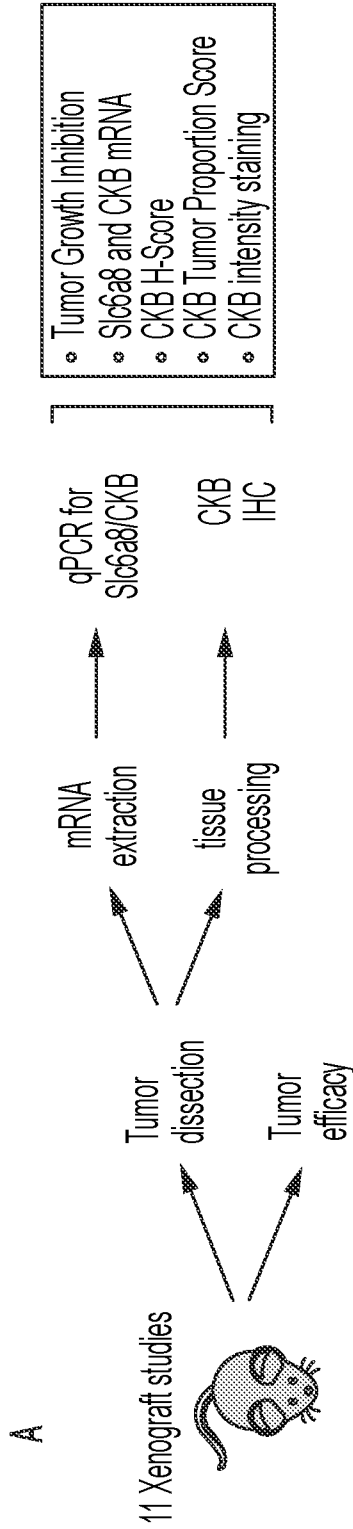 A
11 Xenograft studies
Tumor
dissection
Tumor
efficacy
mRNA
extraction
tissue
processing
qPCR for
Slc6a8/CKB
CKB
IHC
• Tumor Growth Inhibition
• Slc6a8 and CKB mRNA
• CKB H-Score
• CKB Tumor Proportion Score
• CKB intensity staining